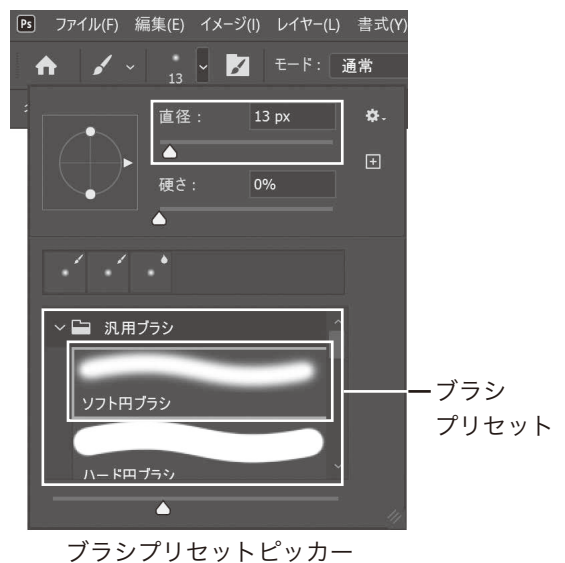 Ps ファイル(F) 編集(E) イメージ(I) レイヤー(L) 書式(Y)
13 モード : 通常
直径 : 13 px
硬さ : 0%
汎用ブラシ
ソフト円ブラシ
ハード円ブラシ
ブラシ
プリセット
ブラシプリセットピッカー